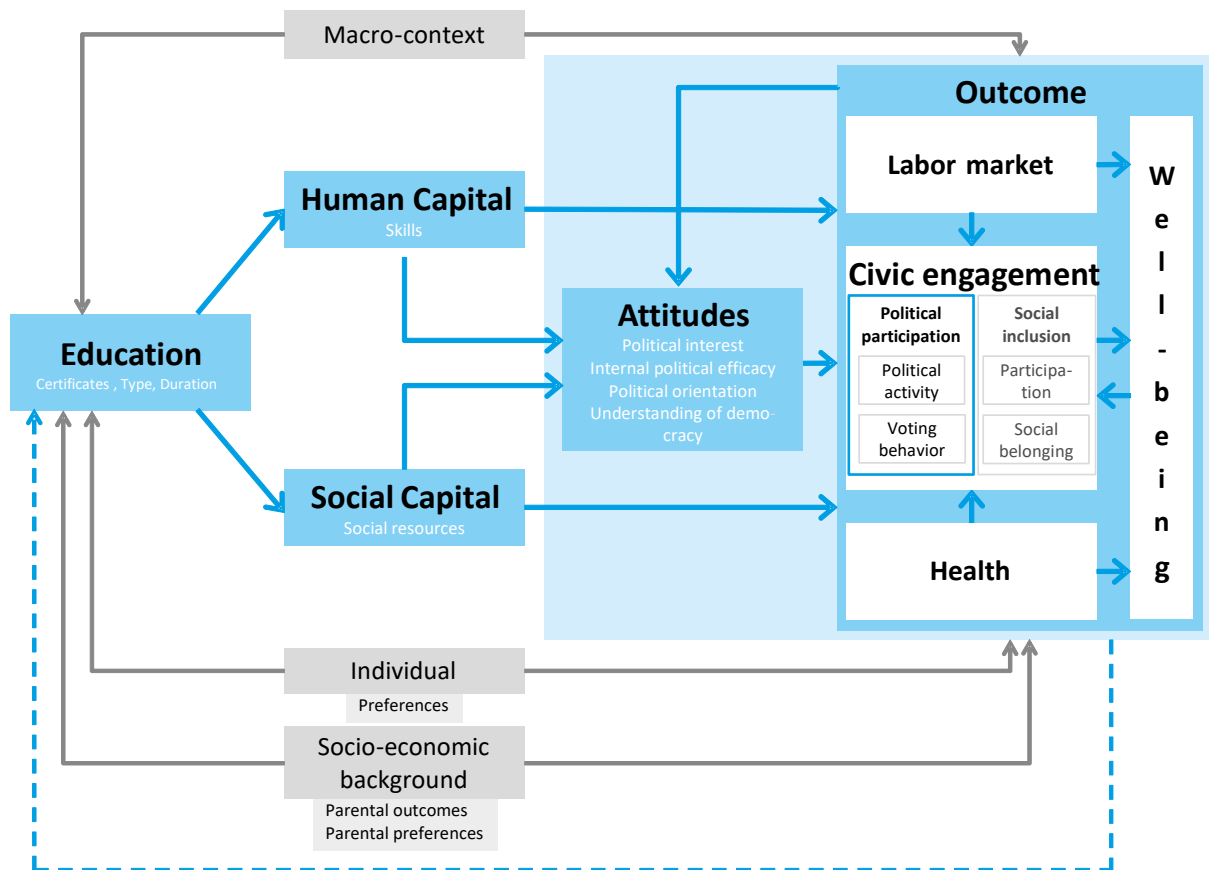 Macro-context
Outcome
Labor market
Human Capital
Skills
Civic engagement
Attitudes
Political interest
Internal political efficacy
Political orientation
Understanding of demo-
cracy
Political
participation
Political
activity
Voting
behavior
Social
inclusion
Participa-
tion
Social
belonging
Education
Certificates , Type, Duration
Social Capital
Social resources
Health
W
e
l
l
-
b
e
i
n
g
Individual
Preferences
Socio-economic
background
Parental outcomes
Parental preferences